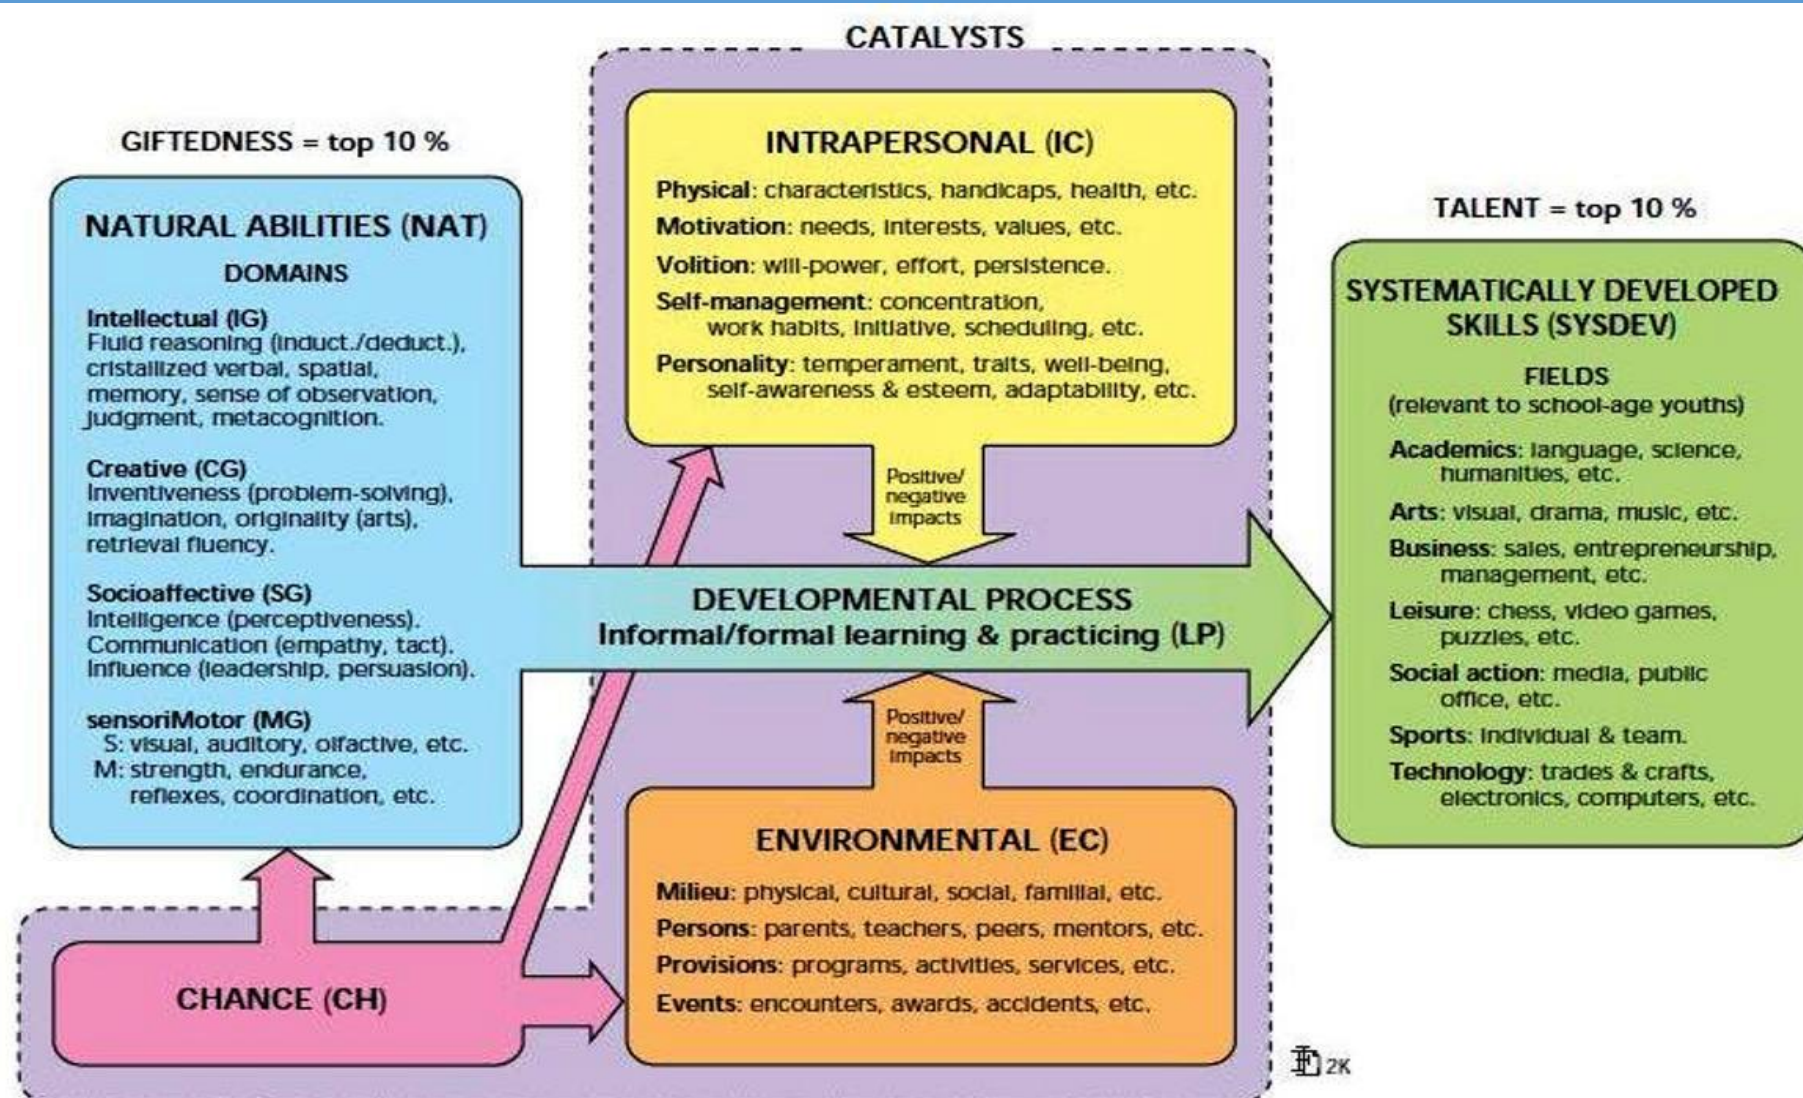 CATALYSTS
GIFTEDNESS = top 10 %
NATURAL ABILITIES (NAT)
DOMAINS
Intellectual (IG)
Fluid reasoning (induct./deduct.),
cristallized verbal, spatial,
memory, sense of observation,
judgment, metacognition.
Creative (CG)
Inventiveness (problem-solving),
imagination, originality (arts),
retrieval fluency.
Socioaffective (SG)
Intelligence (perceptiveness).
Communication (empathy, tact).
Influence (leadership, persuasion).
sensoriMotor (MG)
S: visual, auditory, olfactive, etc.
M: strength, endurance,
reflexes, coordination, etc.
INTRAPERSONAL (IC)
Physical: characteristics, handicaps, health, etc.
Motivation: needs, interests, values, etc.
Volition: will-power, effort, persistence.
Self-management: concentration,
work habits, initiative, scheduling, etc.
Personality: temperament, traits, well-being,
self-awareness & esteem, adaptability, etc.
Positive/
negative
impacts
DEVELOPMENTAL PROCESS
Informal/formal learning & practicing (LP)
Positive/
negative
impacts
ENVIRONMENTAL (EC)
Milieu: physical, cultural, social, familial, etc.
Persons: parents, teachers, peers, mentors, etc.
Provisions: programs, activities, services, etc.
Events: encounters, awards, accidents, etc.
CHANCE (CH)
TALENT = top 10 %
SYSTEMATICALLY DEVELOPED
SKILLS (SYSDEV)
FIELDS
(relevant to school-age youths)
Academics: language, science,
humanities, etc.
Arts: visual, drama, music, etc.
Business: sales, entrepreneurship,
management, etc.
Leisure: chess, video games,
puzzles, etc.
Social action: media, public
office, etc.
Sports: individual & team.
Technology: trades & crafts,
electronics, computers, etc.
2K